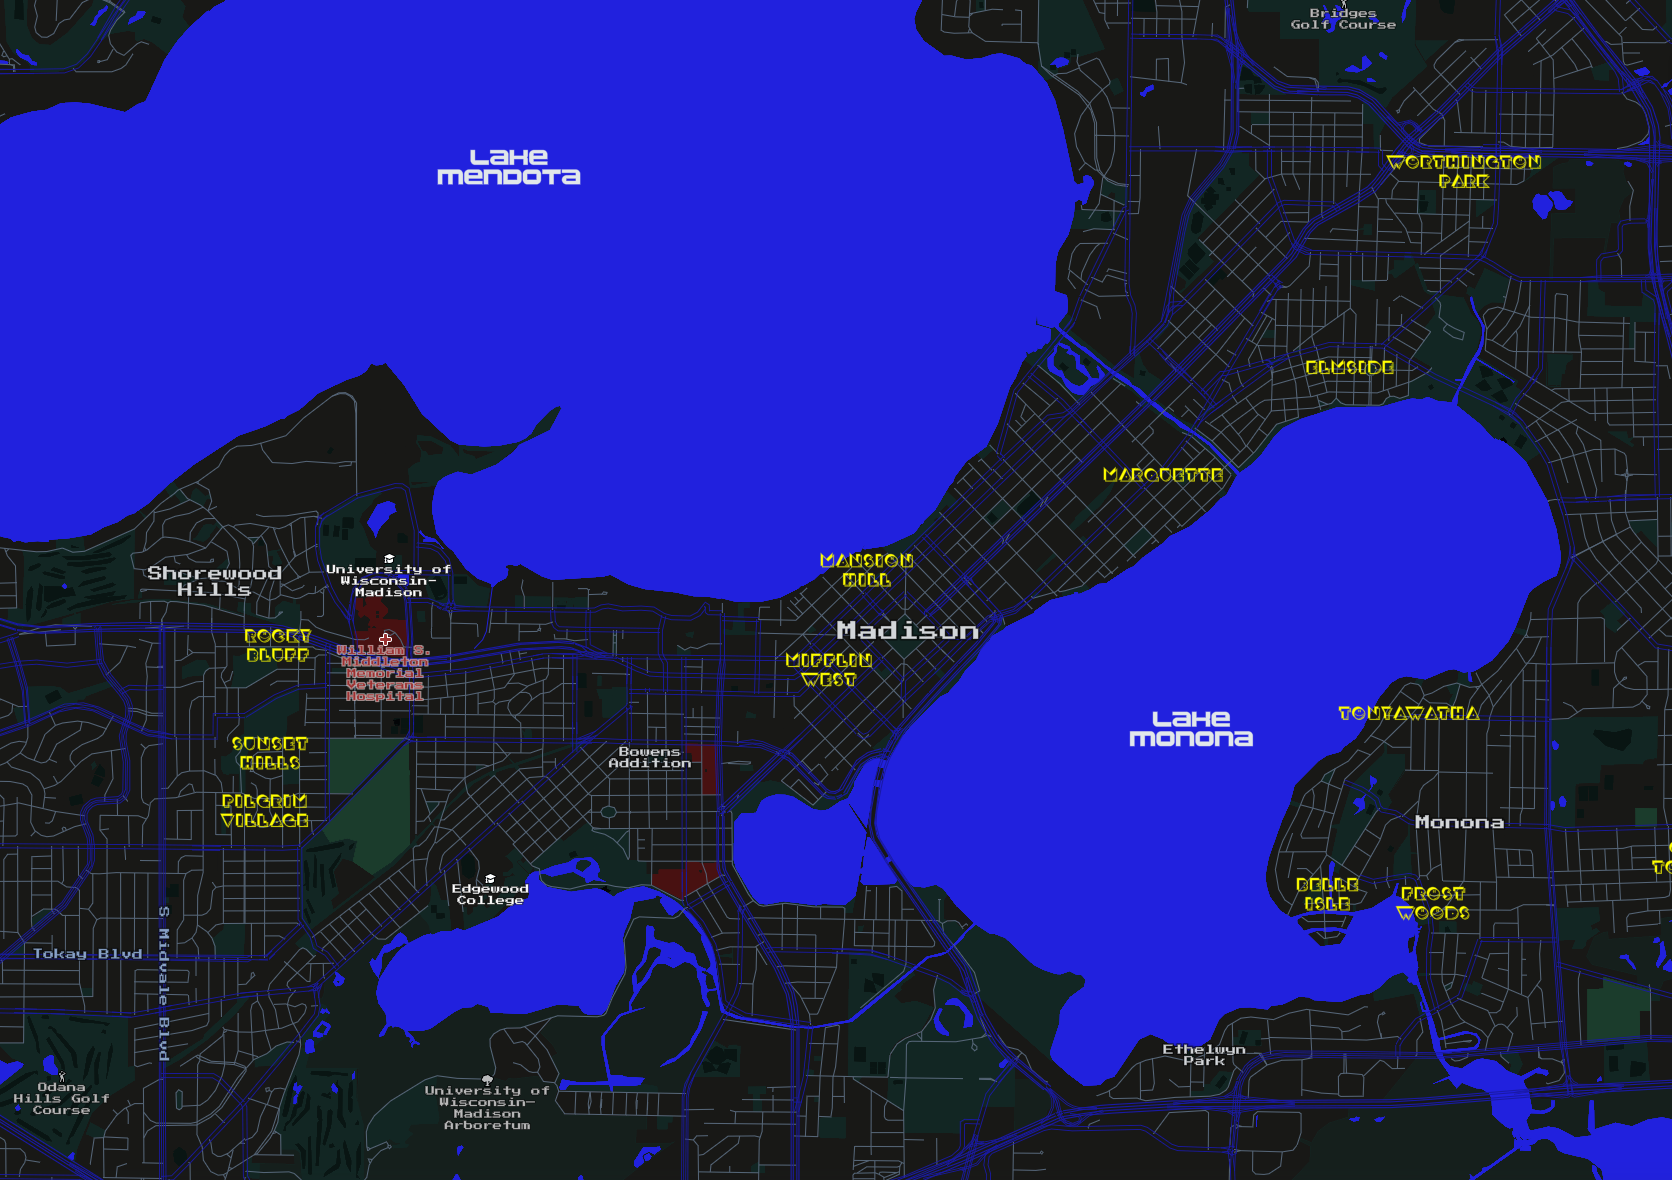 Bridges
Golf Course
LAKE
MENDOTA
WORTHINGTON
PARK
ELMSIDE
MARQUETTE
MANSION
HILL
University of
Wisconsin-
Madison
Shorewood
Hills
ROCKY
BLUFF
William S.
Middleton
Memorial
Veterans
Hospital
Madison
MIFFLIN
WEST
LAKE
MONONA
TONYAWATHA
SUNSET
HILLS
Bowens
Addition
PILGRIM
VILLAGE
Monona
Edgewood
College
BELLE
ISLE
FROST
WOODS
Tokay Blvd
S Midvale Blvd
Ethelwyn
Park
Odana
Hills Golf
Course
University of
Wisconsin-
Madison
Arboretum